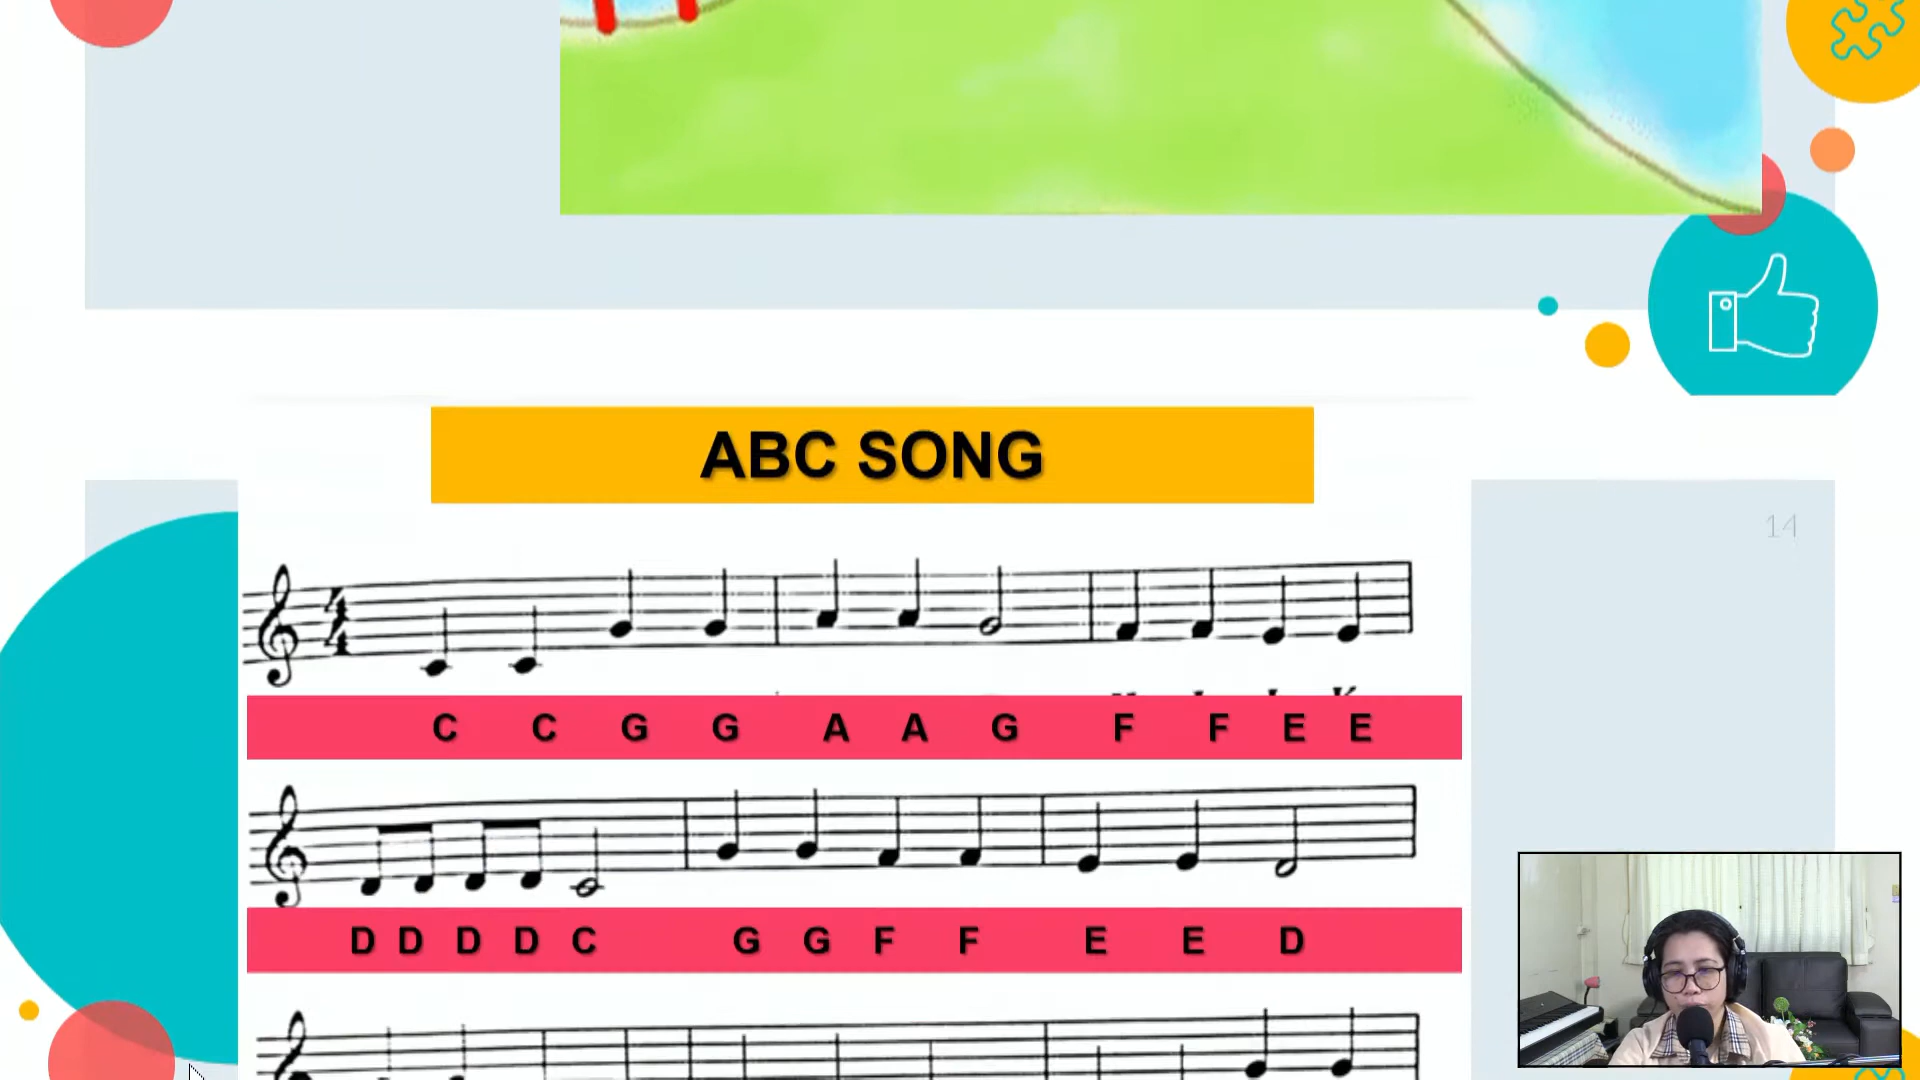 ABC SONG
14
C C G G A A G F F E E
D D D D C G G F F E E D